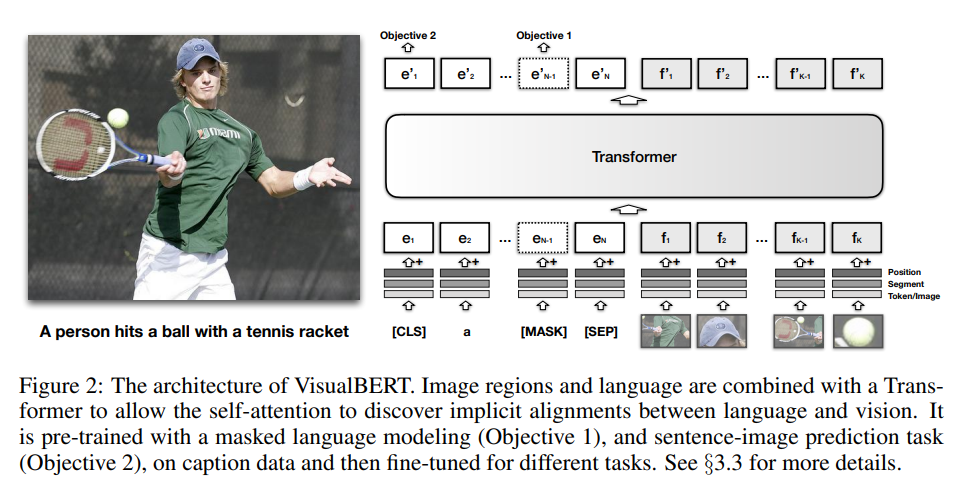 Objective 2
Objective 1
e'1 e'2 ... e'N-1 e'N f'1 f'2 ... f'K-1 f'K
MIAMI
Transformer
e1 e2 ... eN-1 eN f1 f2 ... fK-1 fK
+ + + + + + + +
Position
Segment
Token/Image
[CLS] a [MASK] [SEP]
A person hits a ball with a tennis racket
Figure 2: The architecture of VisualBERT. Image regions and language are combined with a Trans-
former to allow the self-attention to discover implicit alignments between language and vision. It
is pre-trained with a masked language modeling (Objective 1), and sentence-image prediction task
(Objective 2), on caption data and then fine-tuned for different tasks. See §3.3 for more details.